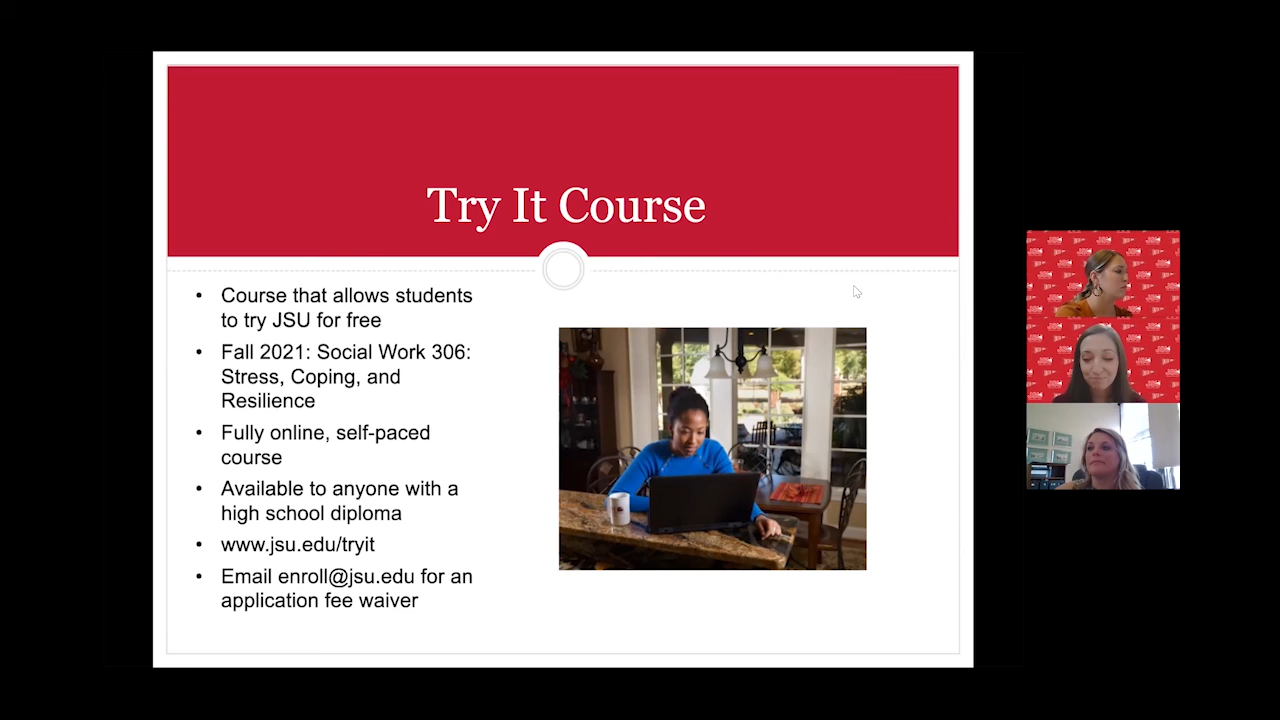 Try It Course
• Course that allows students
to try JSU for free
• Fall 2021: Social Work 306:
Stress, Coping, and
Resilience
• Fully online, self-paced
course
• Available to anyone with a
high school diploma
• www.jsu.edu/tryit
• Email enroll@jsu.edu for an
application fee waiver